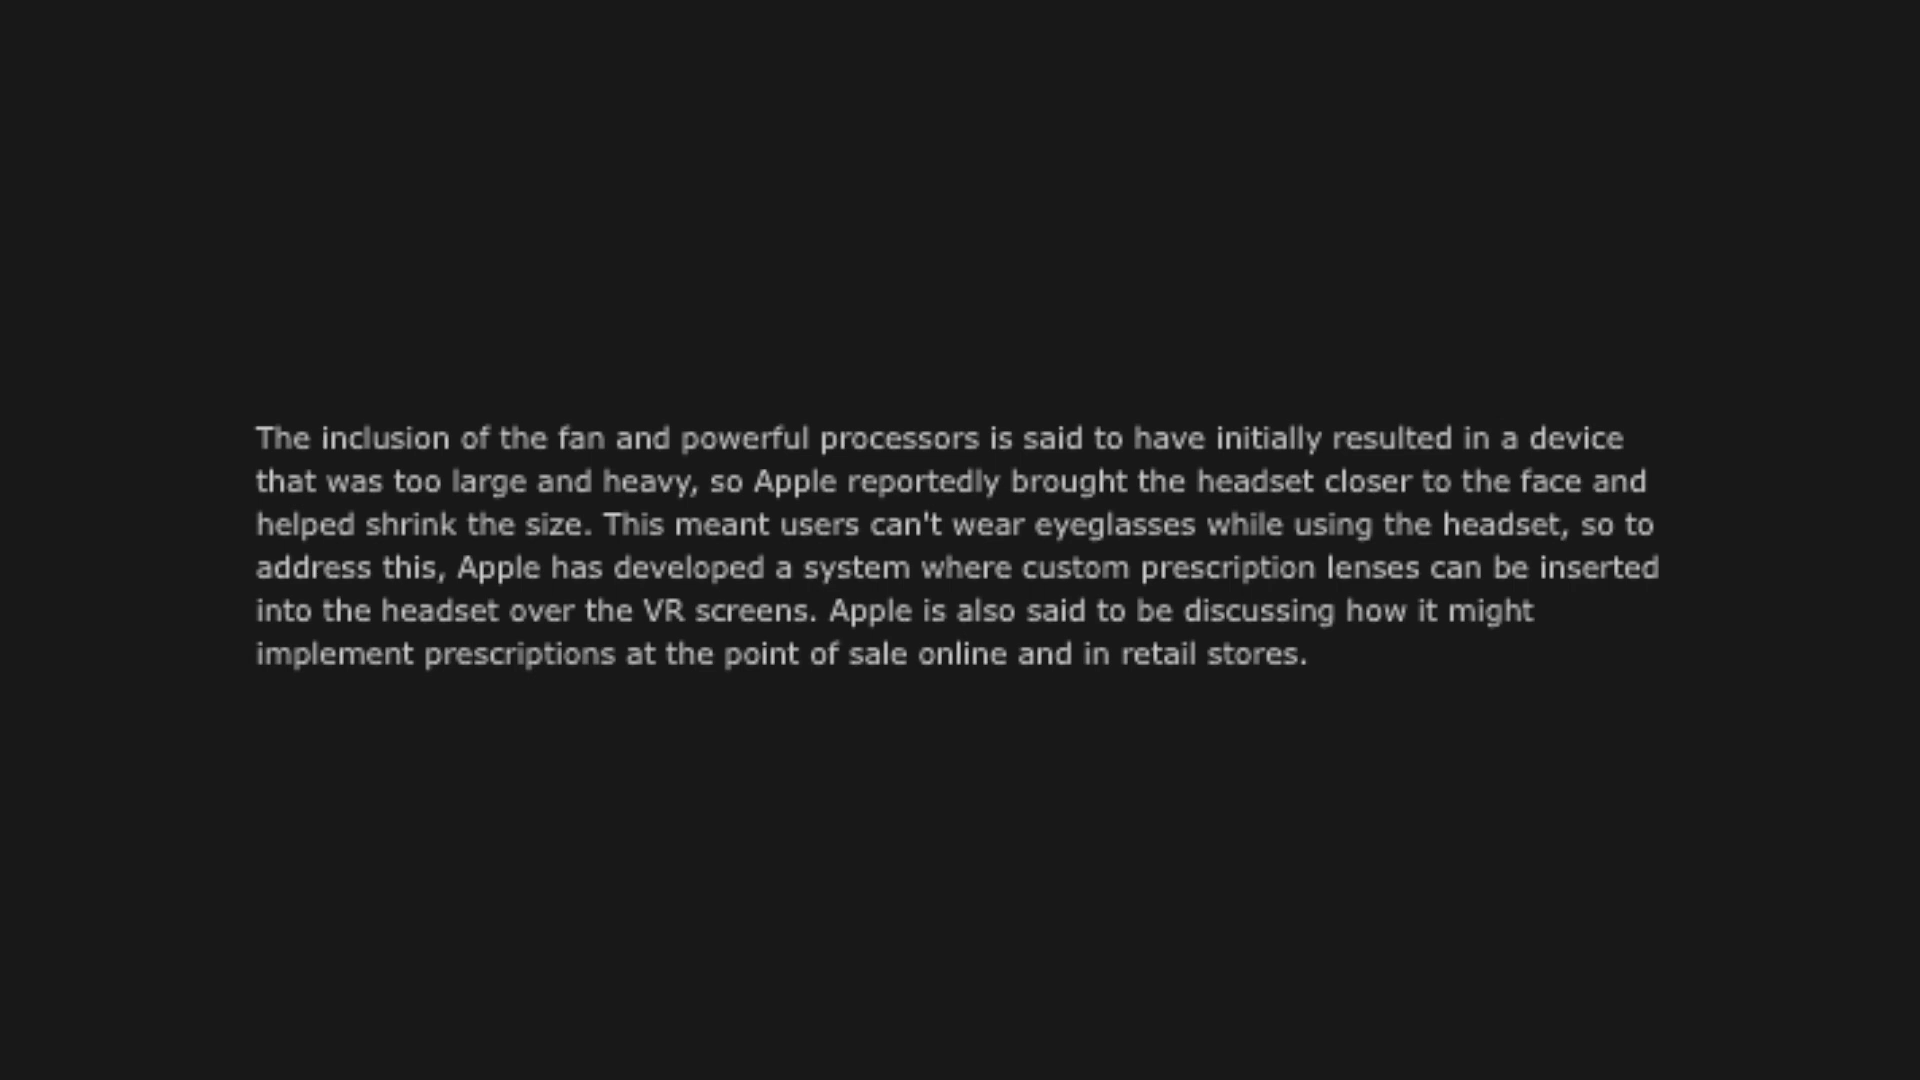 The inclusion of the fan and powerful processors is said to have initially resulted in a device
that was too large and heavy, so Apple reportedly brought the headset closer to the face and
helped shrink the size. This meant users can't wear eyeglasses while using the headset, so to
address this, Apple has developed a system where custom prescription lenses can be inserted
into the headset over the VR screens. Apple is also said to be discussing how it might
implement prescriptions at the point of sale online and in retail stores.